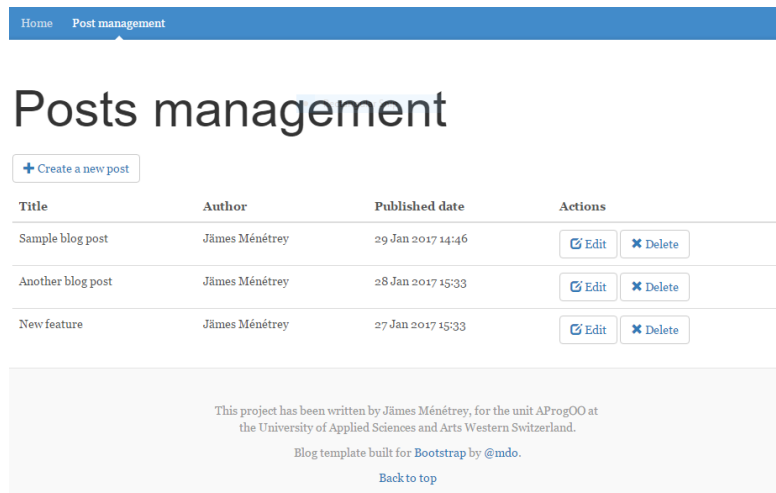 Home Post management
Posts management
Create a new post
Title Author Published date Actions
Sample blog post Jämes Ménétrey 29 Jan 2017 14:46 Edit Delete
Another blog post Jämes Ménétrey 28 Jan 2017 15:33 Edit Delete
New feature Jämes Ménétrey 27 Jan 2017 15:33 Edit Delete
This project has been written by Jämes Ménétrey, for the unit AProgOO at
the University of Applied Sciences and Arts Western Switzerland.
Blog template built for Bootstrap by @mdo.
Back to top